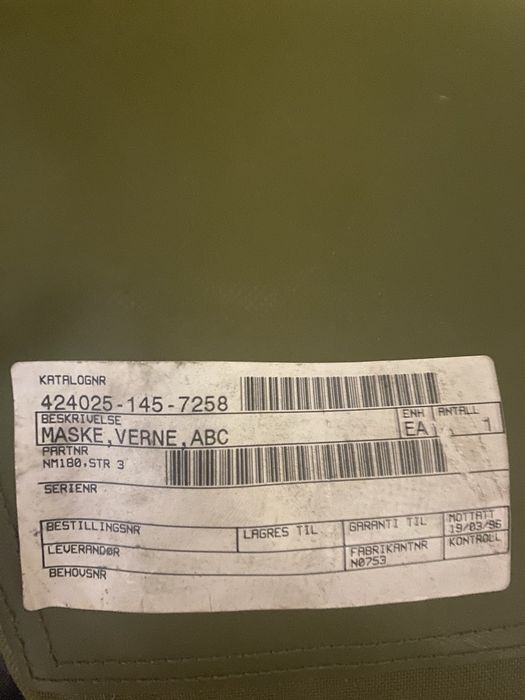 KATALOGNR
424025-145-7258
BESKRIVELSE ENH ANTALL
MASKE,VERNE,ABC EA 1
PARTNR
NM180,STR 3
SERIENR
BESTILLINGSNR LAGRES TIL GARANTI TIL MOTTATT
19/03/96
LEVERANDØR FABRIKANTNR KONTROLL
N0753
BEHOVSNR